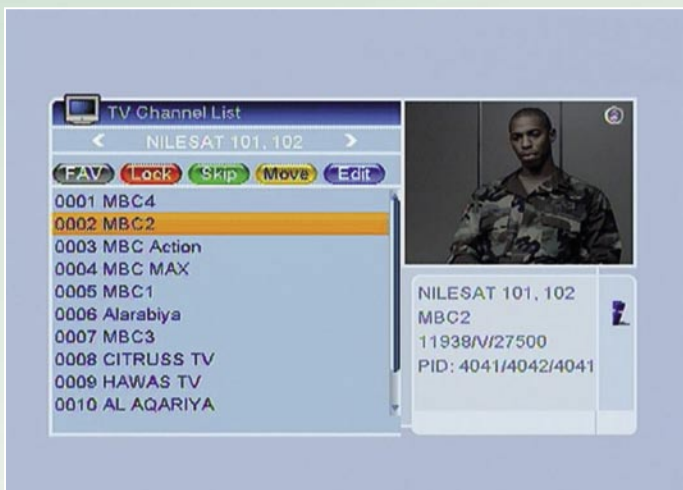 TV Channel List
< NILESAT 101, 102 >
FAV Lock Skip Move Edit
0001 MBC4
0002 MBC2
0003 MBC Action
0004 MBC MAX
0005 MBC1
0006 Alarabiya
0007 MBC3
0008 CITRUSS TV
0009 HAWAS TV
0010 AL AQARIYA
NILESAT 101, 102
MBC2
11938/V/27500
PID: 4041/4042/4041